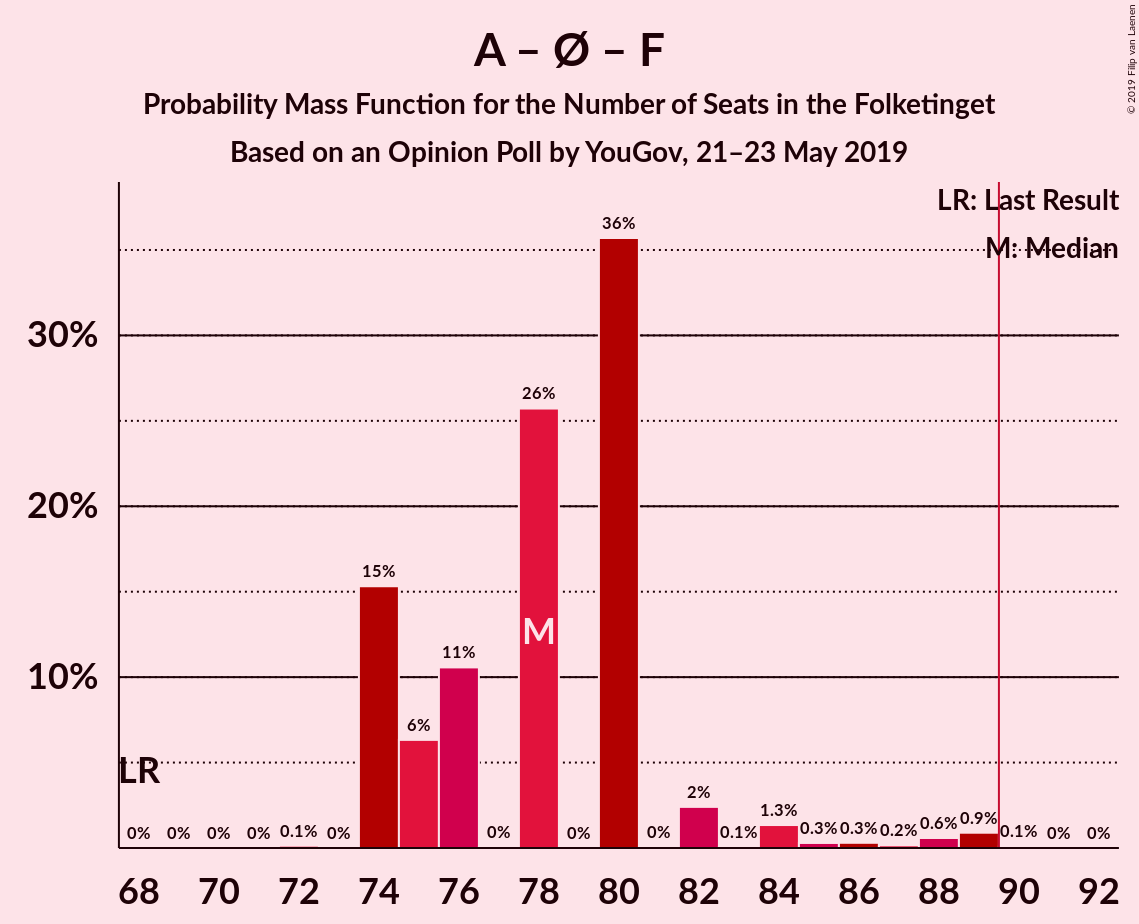 A – Ø – F
Probability Mass Function for the Number of Seats in the Folketinget
Based on an Opinion Poll by YouGov, 21–23 May 2019
© 2019 Filip van Laenen
LR: Last Result
M: Median
36%
30%
26%
20%
15%
M
11%
10%
6%
LR
0% 0% 0% 0% 0.1% 0% 0% 0% 0% 2% 0.1% 1.3% 0.3% 0.3% 0.2% 0.6% 0.9% 0.1% 0% 0%
68 70 72 74 76 78 80 82 84 86 88 90 92